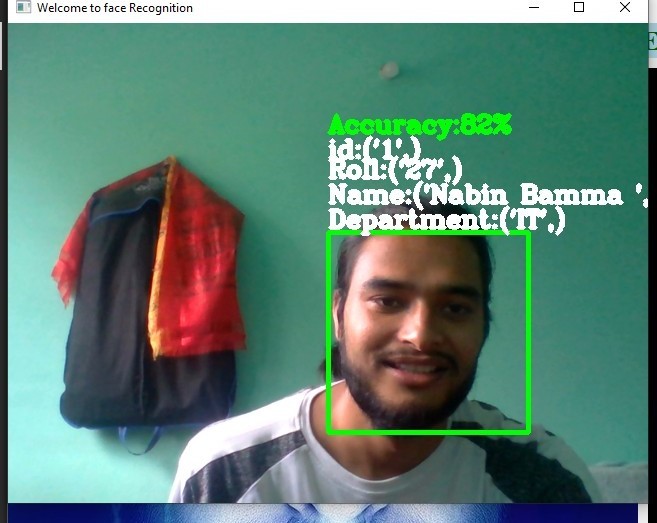 Welcome to face Recognition
E
Accuracy:82%
id:('1',)
Roll:('27',)
Name:('Nabin Bamma ',
Department:('IT',)